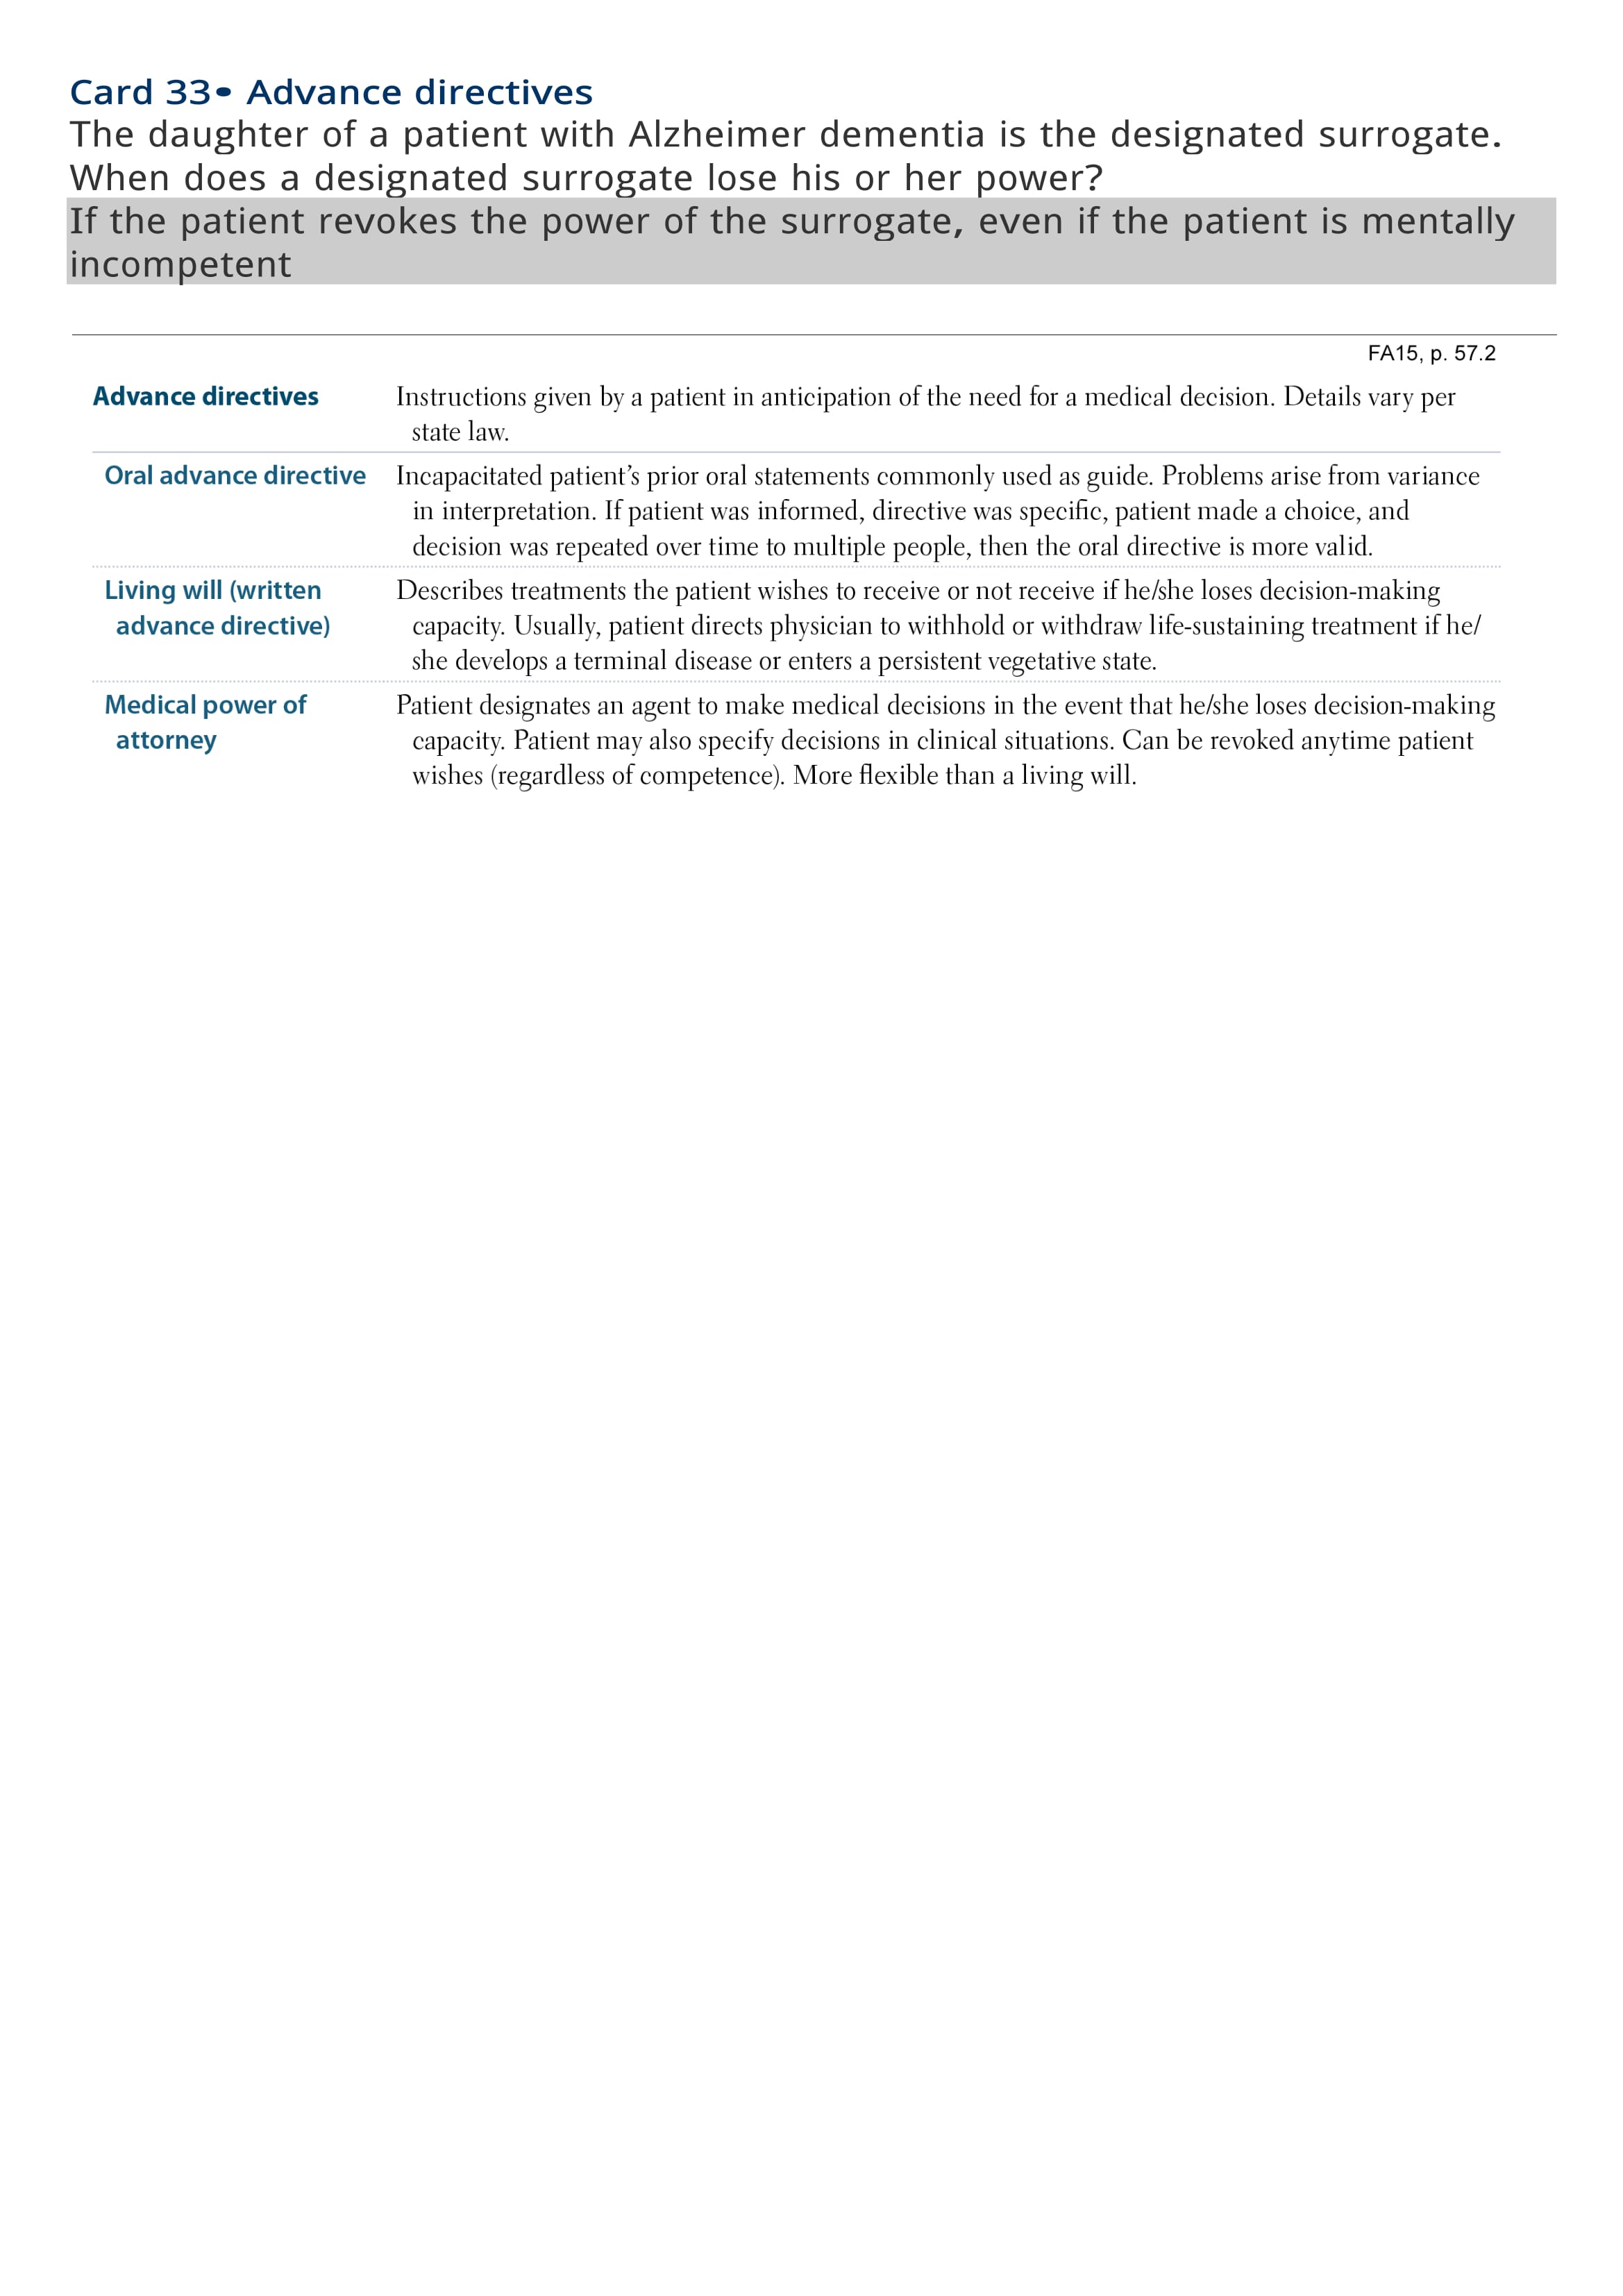 Card 33• Advance directives
The daughter of a patient with Alzheimer dementia is the designated surrogate.
When does a designated surrogate lose his or her power?
If the patient revokes the power of the surrogate, even if the patient is mentally
incompetent
FA15, p. 57.2
Advance directives
Instructions given by a patient in anticipation of the need for a medical decision. Details vary per
state law.
Oral advance directive
Incapacitated patient’s prior oral statements commonly used as guide. Problems arise from variance
in interpretation. If patient was informed, directive was specific, patient made a choice, and
decision was repeated over time to multiple people, then the oral directive is more valid.
Living will (written
advance directive)
Describes treatments the patient wishes to receive or not receive if he/she loses decision-making
capacity. Usually, patient directs physician to withhold or withdraw life-sustaining treatment if he/
she develops a terminal disease or enters a persistent vegetative state.
Medical power of
attorney
Patient designates an agent to make medical decisions in the event that he/she loses decision-making
capacity. Patient may also specify decisions in clinical situations. Can be revoked anytime patient
wishes (regardless of competence). More flexible than a living will.